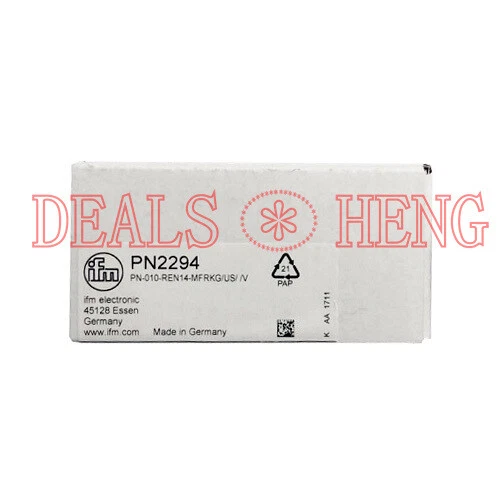 DEALS HENG
ifm
PN2294
PN-010-REN14-MFRKG/US/ /V
ifm electronic
45128 Essen
Germany
www.ifm.com Made in Germany
21
PAP
K AA 1711